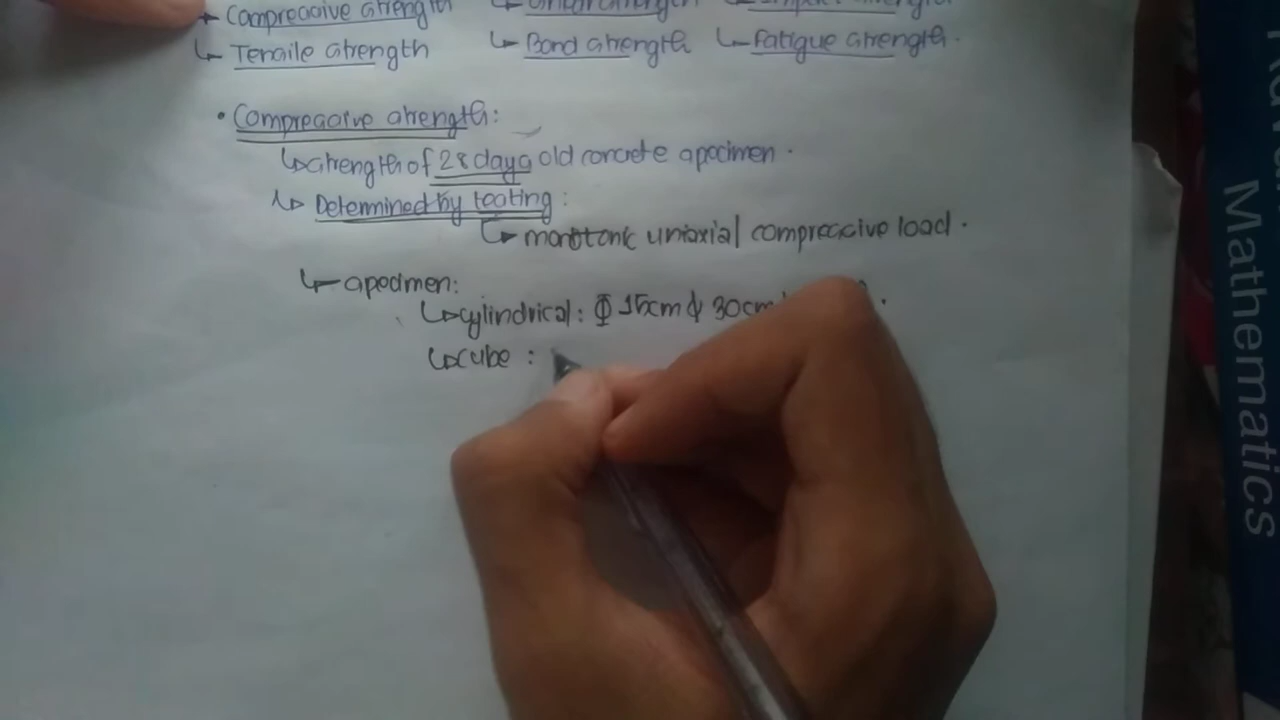 Compressive strength
Tensile strength Bond strength Fatigue strength.
• Compressive strength:
strength of 28 days old concrete specimen.
Determined by testing:
monotonic uniaxial compressive load.
specimen:
cylindrical: Φ 15cm & 30cm
cube :
Mathematics